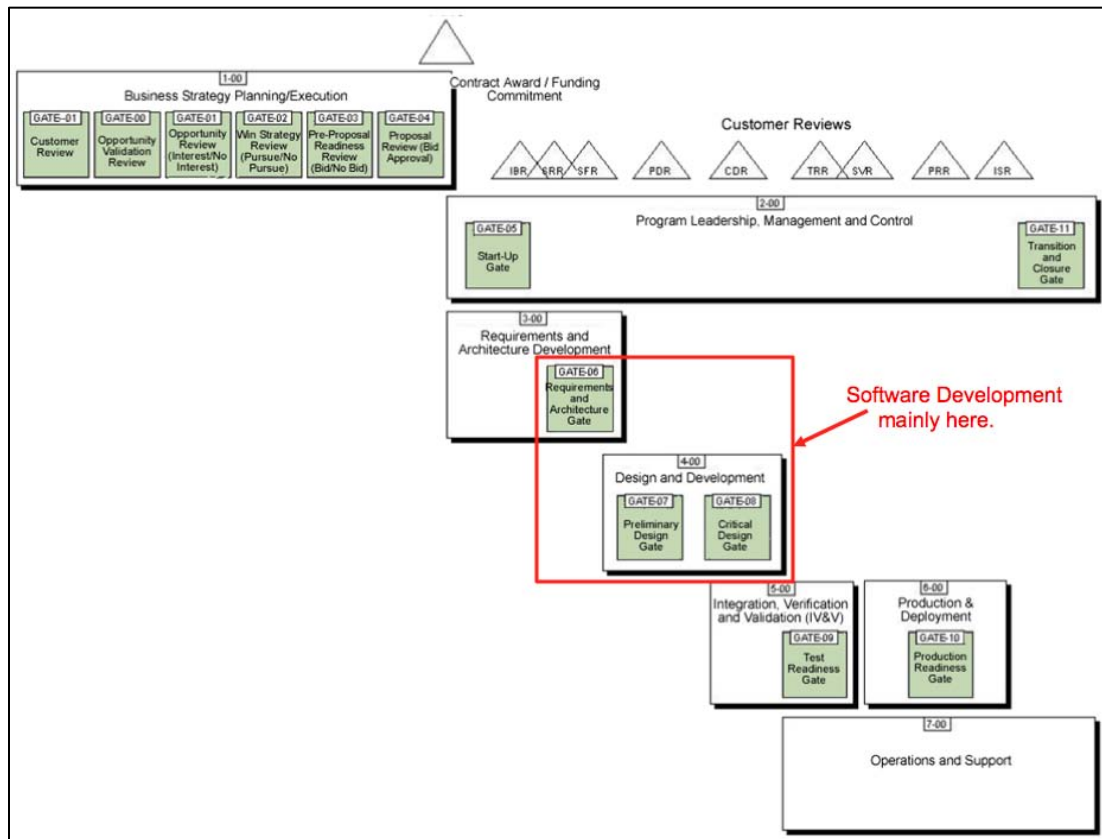 1-00
Business Strategy Planning/Execution
GATE--01
Customer
Review
GATE-00
Opportunity
Validation
Review
GATE-01
Opportunity
Review
(Interest/No
Interest)
GATE-02
Win Strategy
Review
(Pursue/No
Pursue)
GATE-03
Pre-Proposal
Readiness
Review
(Bid/No Bid)
GATE-04
Proposal
Review (Bid
Approval)
Contract Award / Funding
Commitment
Customer Reviews
IBR
SRR
SFR
PDR
CDR
TRR
SVR
PRR
ISR
2-00
Program Leadership, Management and Control
GATE-05
Start-Up
Gate
GATE-11
Transition
and
Closure
Gate
3-00
Requirements and
Architecture Development
GATE-06
Requirements
and
Architecture
Gate
Software Development
mainly here.
4-00
Design and Development
GATE-07
Preliminary
Design
Gate
GATE-08
Critical
Design
Gate
5-00
Integration, Verification
and Validation (IV&V)
GATE-09
Test
Readiness
Gate
6-00
Production &
Deployment
GATE-10
Production
Readiness
Gate
7-00
Operations and Support